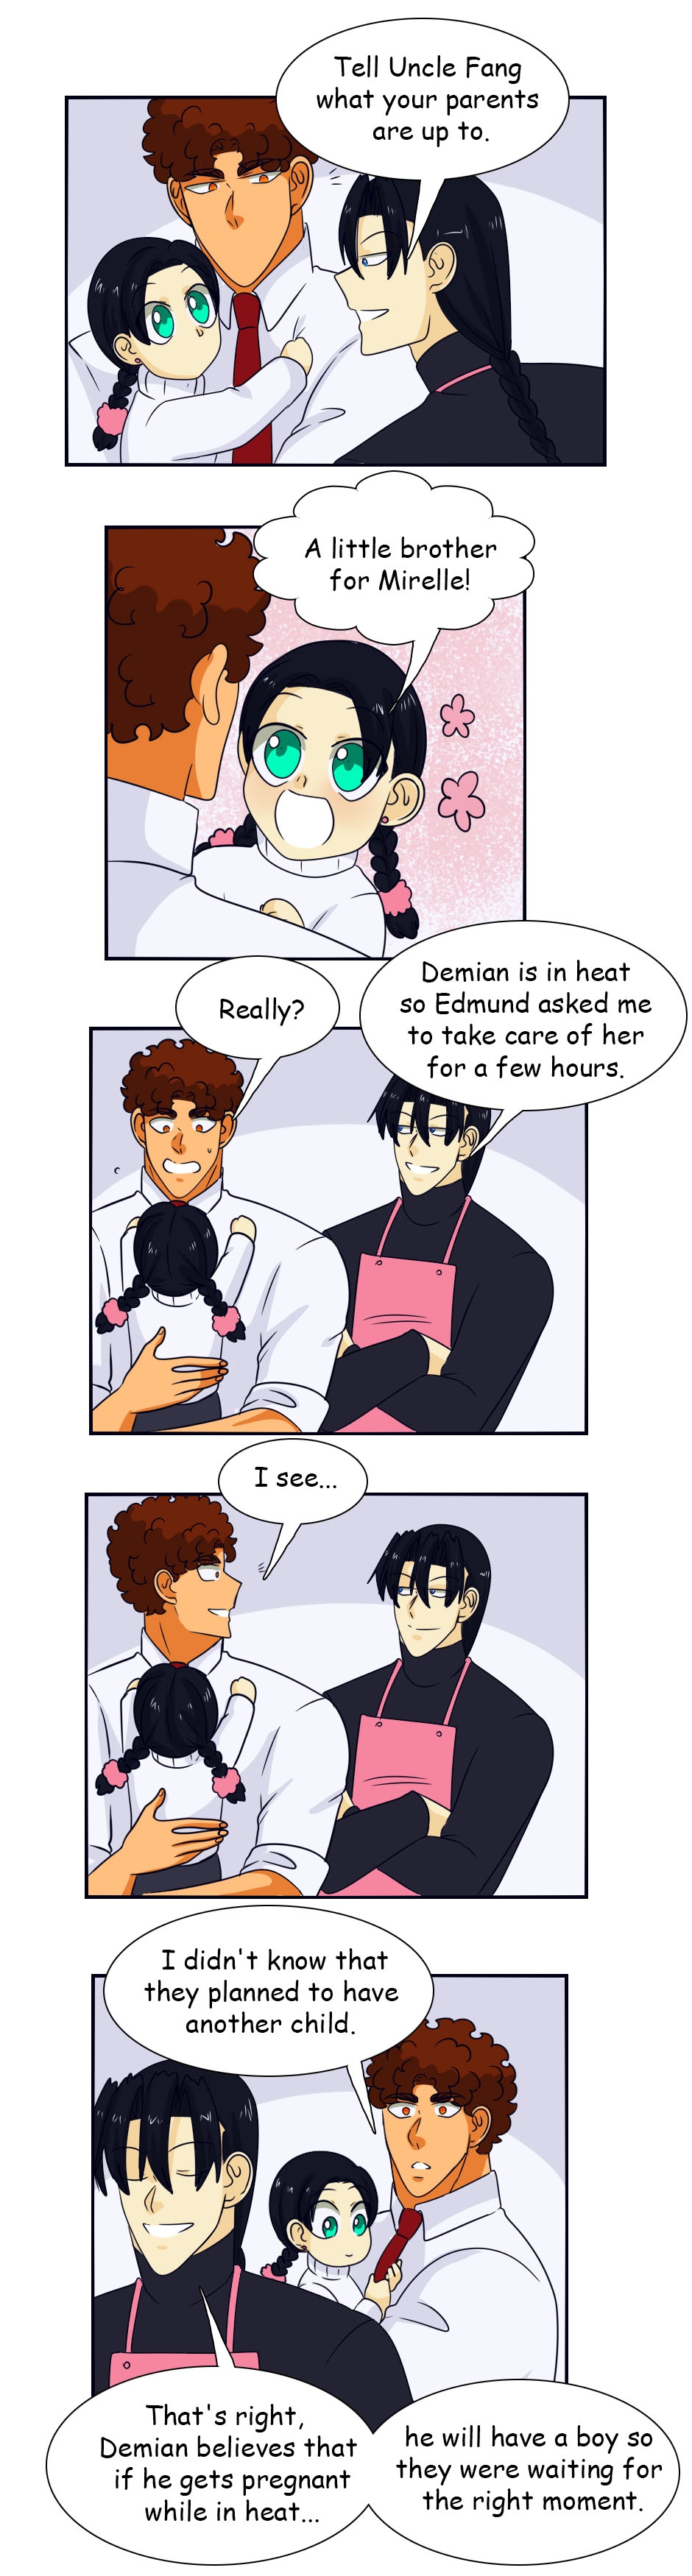 Tell Uncle Fang
what your parents
are up to.
A little brother
for Mirelle!
Really?
Demian is in heat
so Edmund asked me
to take care of her
for a few hours.
I see...
I didn't know that
they planned to have
another child.
That's right,
Demian believes that
if he gets pregnant
while in heat...
he will have a boy so
they were waiting for
the right moment.